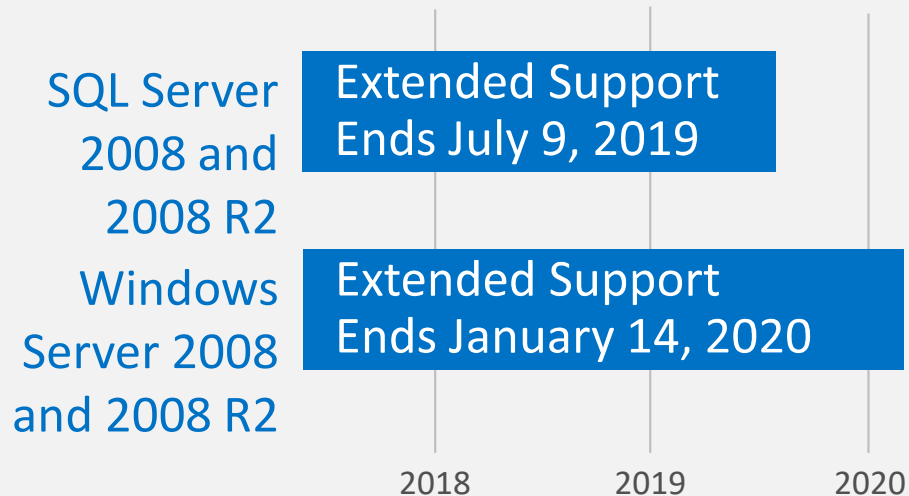 SQL Server
2008 and
2008 R2
Extended Support
Ends July 9, 2019
Windows
Server 2008
and 2008 R2
Extended Support
Ends January 14, 2020
2018
2019
2020